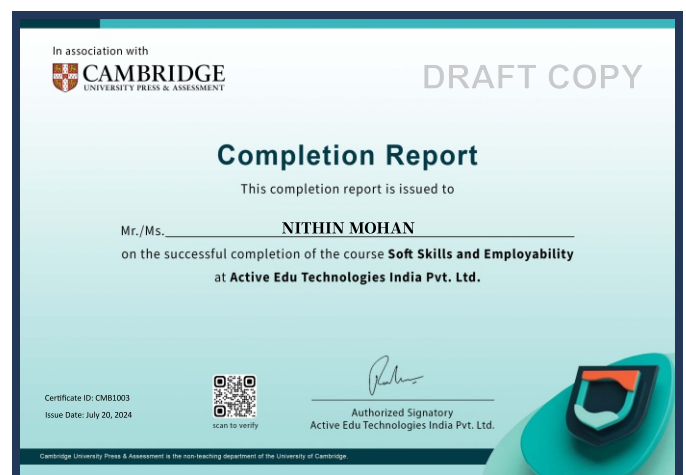 In association with
CAMBRIDGE
UNIVERSITY PRESS & ASSESSMENT
DRAFT COPY
Completion Report
This completion report is issued to
Mr./Ms. NITHIN MOHAN
on the successful completion of the course Soft Skills and Employability
at Active Edu Technologies India Pvt. Ltd.
Certificate ID: CMB1003
Issue Date: July 20, 2024
scan to verify
Authorized Signatory
Active Edu Technologies India Pvt. Ltd.
Cambridge University Press & Assessment is the non-teaching department of the University of Cambridge.